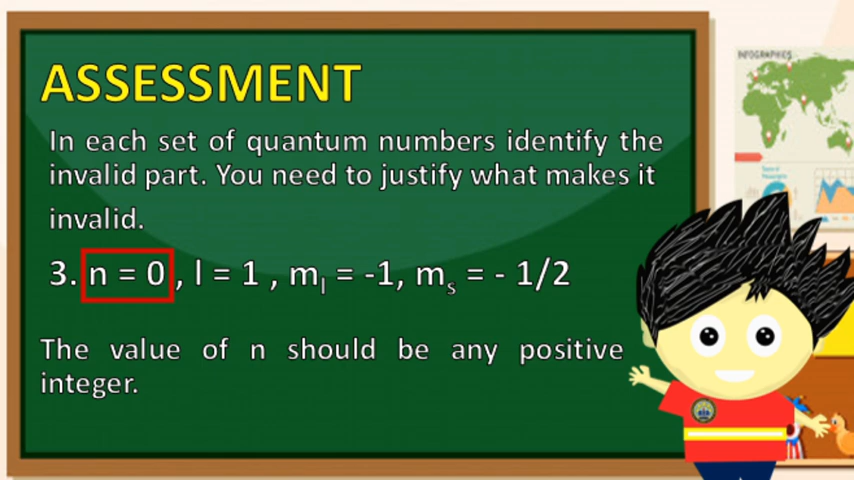 INFOGRAPHICS
ASSESSMENT
In each set of quantum numbers identify the
invalid part. You need to justify what makes it
invalid.
3. n = 0 , l = 1 , mₗ = -1, mₛ = - 1/2
The value of n should be any positive
integer.